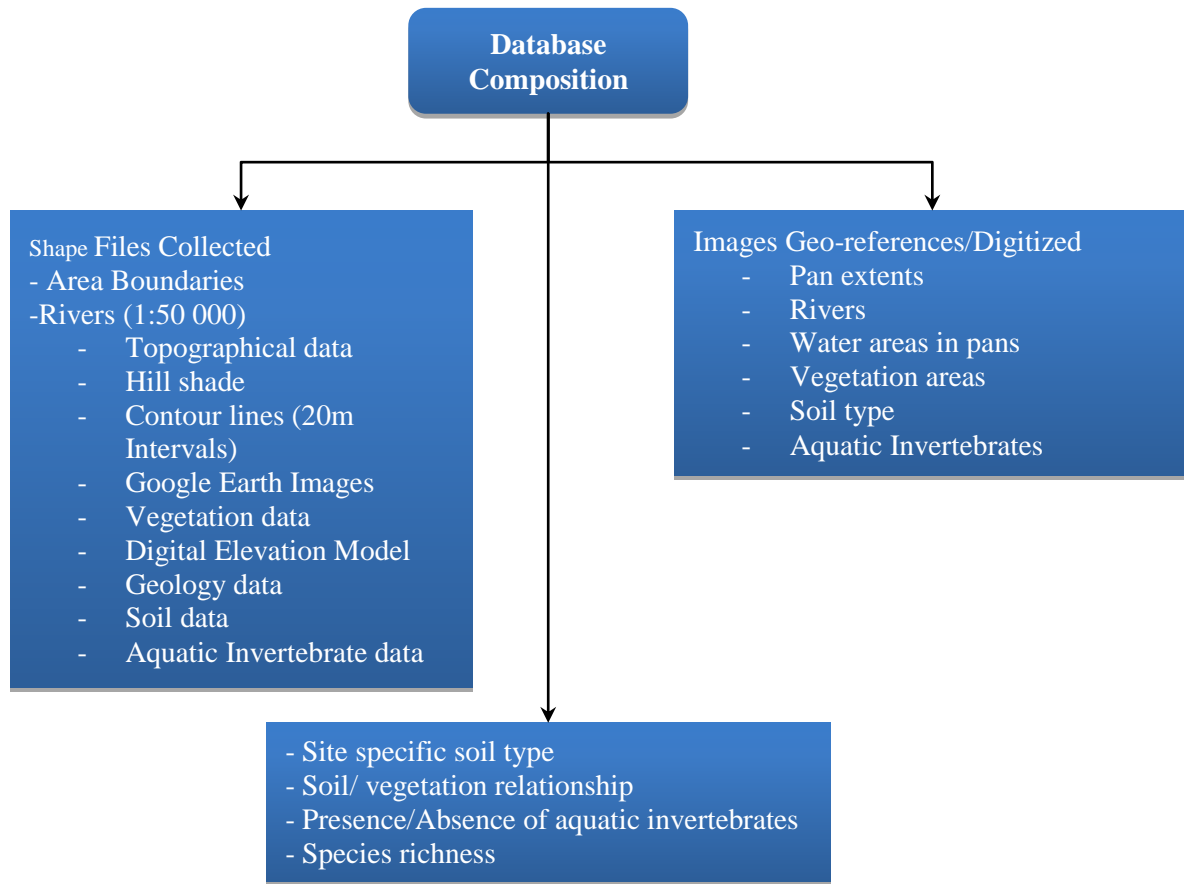 Database
Composition
Shape Files Collected
- Area Boundaries
-Rivers (1:50 000)
- Topographical data
- Hill shade
- Contour lines (20m
Intervals)
- Google Earth Images
- Vegetation data
- Digital Elevation Model
- Geology data
- Soil data
- Aquatic Invertebrate data
Images Geo-references/Digitized
- Pan extents
- Rivers
- Water areas in pans
- Vegetation areas
- Soil type
- Aquatic Invertebrates
- Site specific soil type
- Soil/ vegetation relationship
- Presence/Absence of aquatic invertebrates
- Species richness